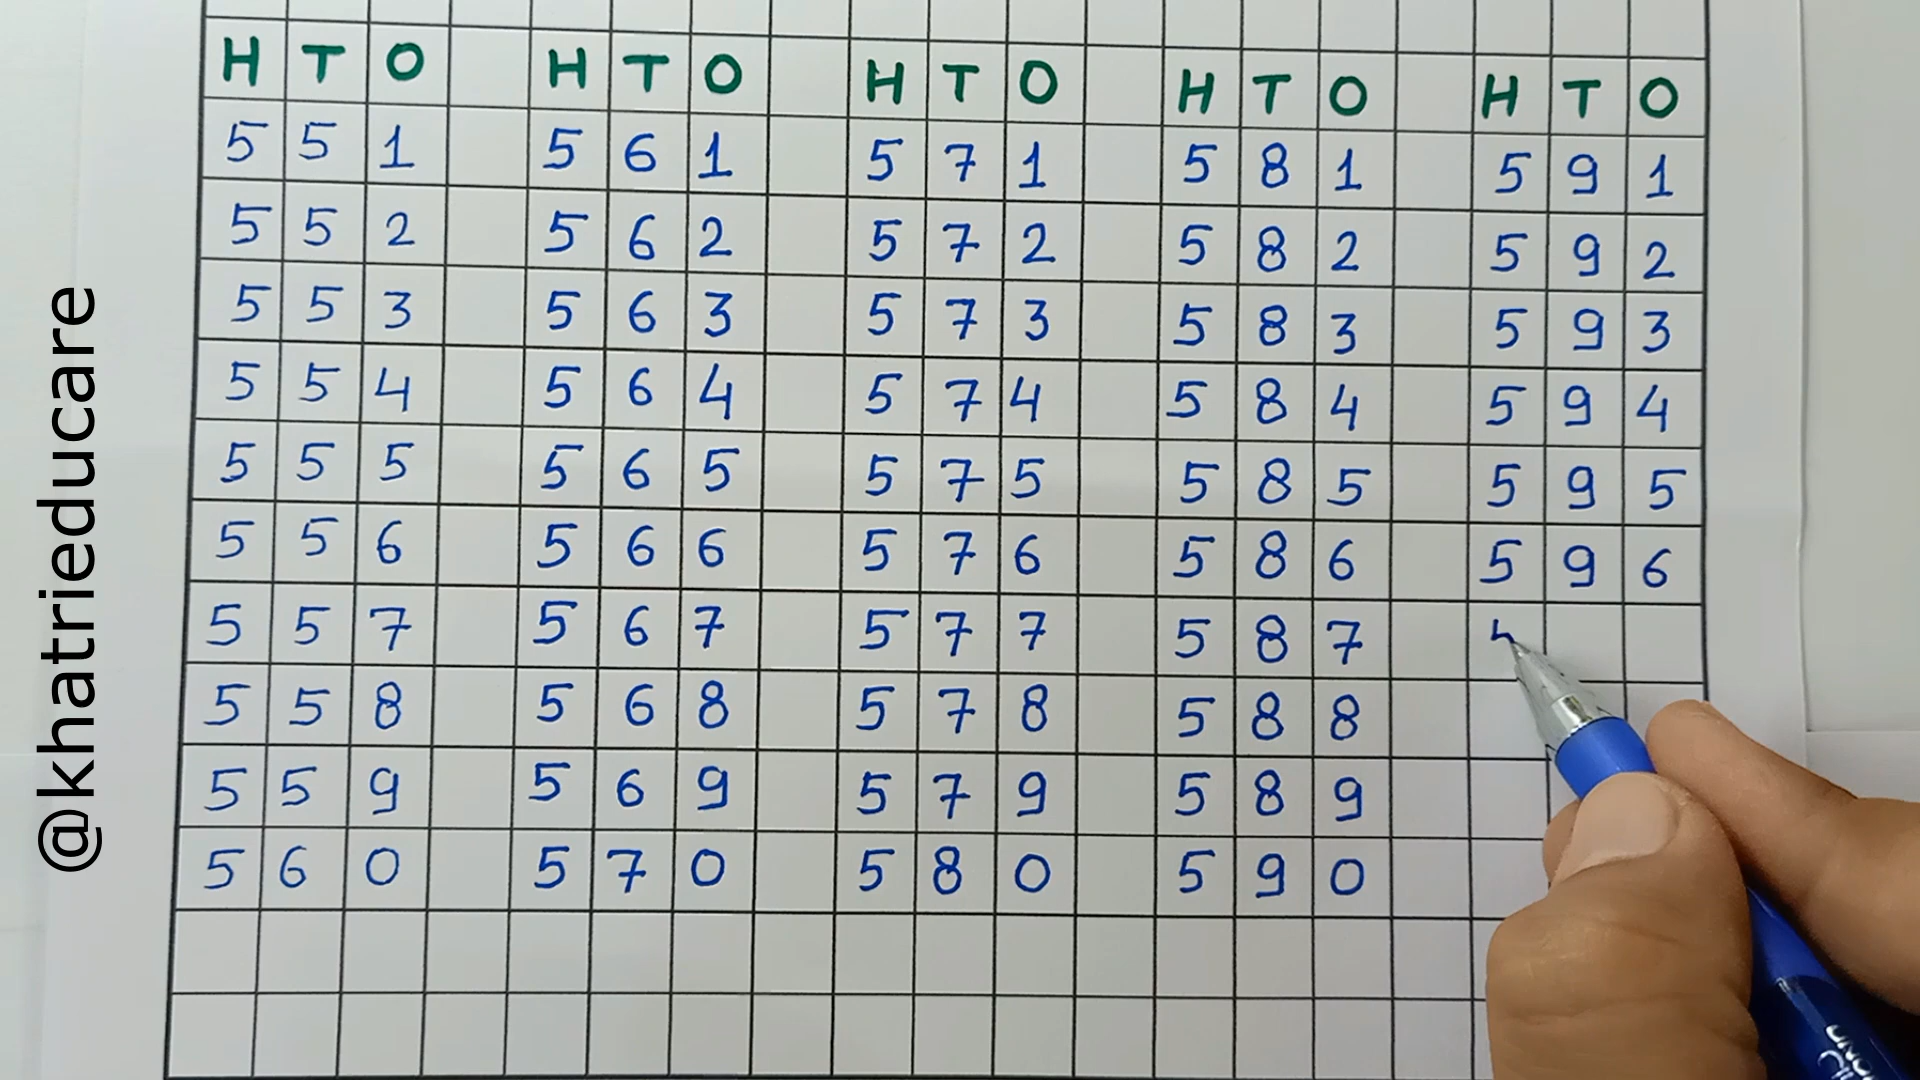 @khatrieducare
H T O H T O H T O H T O H T O
5 5 1 5 6 1 5 7 1 5 8 1 5 9 1
5 5 2 5 6 2 5 7 2 5 8 2 5 9 2
5 5 3 5 6 3 5 7 3 5 8 3 5 9 3
5 5 4 5 6 4 5 7 4 5 8 4 5 9 4
5 5 5 5 6 5 5 7 5 5 8 5 5 9 5
5 5 6 5 6 6 5 7 6 5 8 6 5 9 6
5 5 7 5 6 7 5 7 7 5 8 7
5 5 8 5 6 8 5 7 8 5 8 8
5 5 9 5 6 9 5 7 9 5 8 9
5 6 0 5 7 0 5 8 0 5 9 0